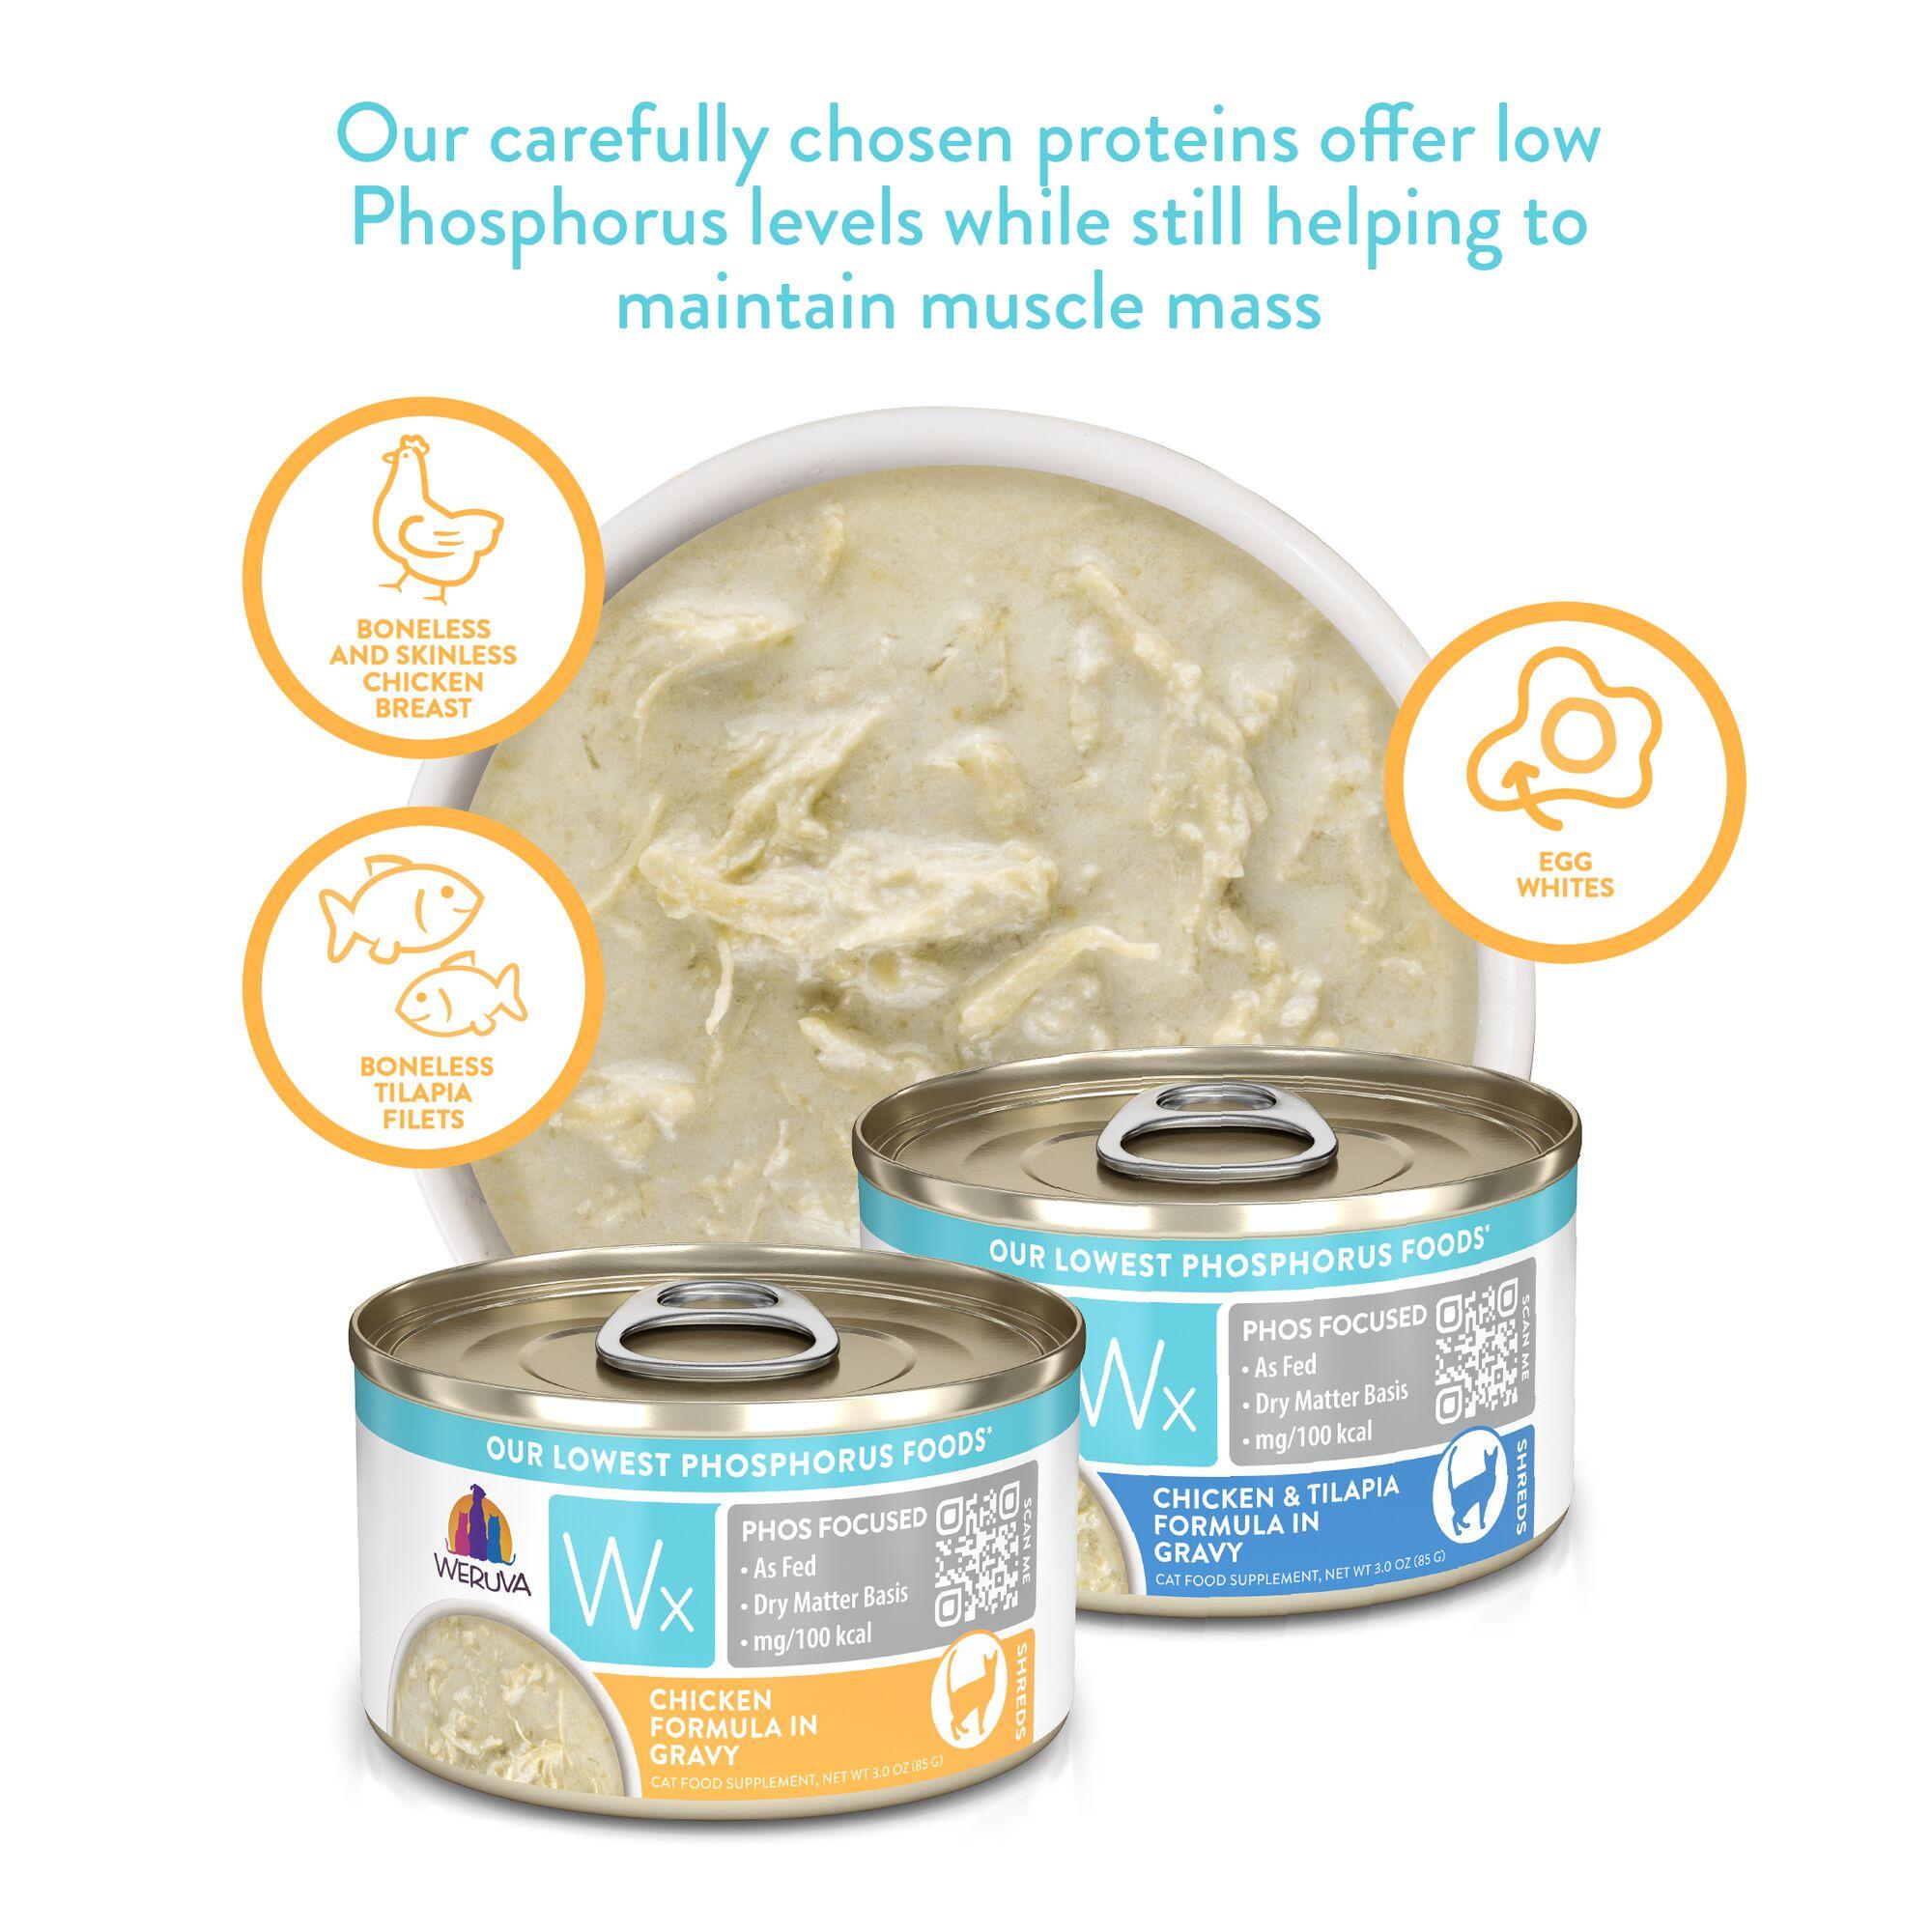 Our carefully chosen proteins offer low
Phosphorus levels while still helping to
maintain muscle mass
BONELESS
AND SKINLESS
CHICKEN
BREAST
EGG
WHITES
BONELESS
TILAPIA
FILETS
OUR LOWEST PHOSPHORUS FOODS*
Wx
PHOS FOCUSED
• As Fed
• Dry Matter Basis
• mg/100 kcal
SCAN ME
CHICKEN & TILAPIA
FORMULA IN
GRAVY
CAT FOOD SUPPLEMENT, NET WT 3.0 OZ (85 G)
SHREDS
OUR LOWEST PHOSPHORUS FOODS*
WERUVA
Wx
PHOS FOCUSED
• As Fed
• Dry Matter Basis
• mg/100 kcal
SCAN ME
CHICKEN
FORMULA IN
GRAVY
CAT FOOD SUPPLEMENT, NET WT 3.0 OZ (85 G)
SHREDS